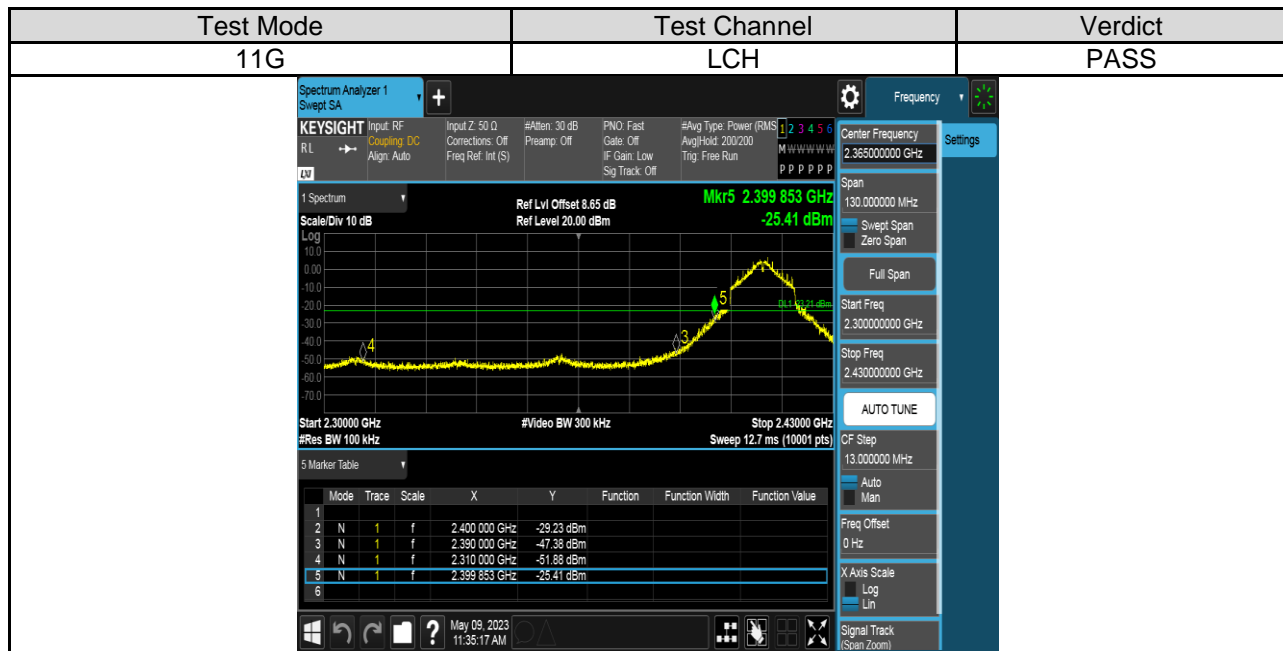 Test Mode Test Channel Verdict
11G LCH PASS
Spectrum Analyzer 1
Swept SA
+
Frequency
KEYSIGHT
RL
LXI
Input: RF
Coupling: DC
Align: Auto
Input Z: 50 Ω
Corrections: Off
Freq Ref: Int (S)
#Atten: 30 dB
Preamp: Off
PNO: Fast
Gate: Off
IF Gain: Low
Sig Track: Off
#Avg Type: Power (RMS
Avg|Hold: 200/200
Trig: Free Run
1 2 3 4 5 6
M W W W W W
P P P P P P
1 Spectrum
Scale/Div 10 dB
Ref Lvl Offset 8.65 dB
Ref Level 20.00 dBm
Mkr5 2.399 853 GHz
-25.41 dBm
Log
10.0
0.00
-10.0
-20.0
-30.0
-40.0
-50.0
-60.0
-70.0
4
3
5
DL1 -23.21 dBm
Start 2.30000 GHz
#Res BW 100 kHz
#Video BW 300 kHz
Stop 2.43000 GHz
Sweep 12.7 ms (10001 pts)
5 Marker Table
Mode Trace Scale X Y Function Function Width Function Value
1
2 N 1 f 2.400 000 GHz -29.23 dBm
3 N 1 f 2.390 000 GHz -47.38 dBm
4 N 1 f 2.310 000 GHz -51.88 dBm
5 N 1 f 2.399 853 GHz -25.41 dBm
6
?
May 09, 2023
11:35:17 AM
Center Frequency
2.365000000 GHz
Settings
Span
130.000000 MHz
Swept Span
Zero Span
Full Span
Start Freq
2.300000000 GHz
Stop Freq
2.430000000 GHz
AUTO TUNE
CF Step
13.000000 MHz
Auto
Man
Freq Offset
0 Hz
X Axis Scale
Log
Lin
Signal Track
(Span Zoom)